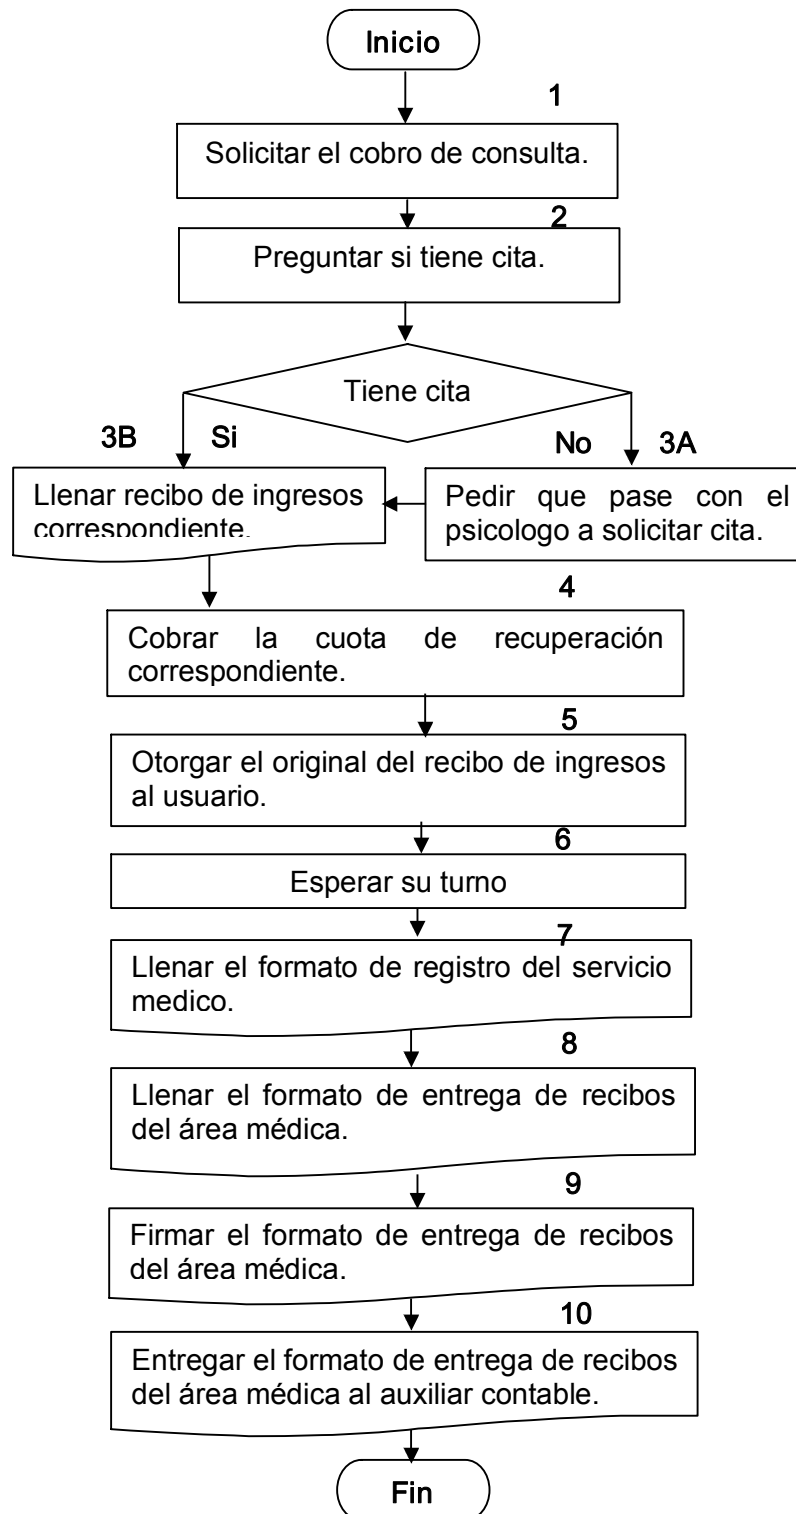 Inicio
1
Solicitar el cobro de consulta.
2
Preguntar si tiene cita.
Tiene cita
3B Si
No 3A
Llenar recibo de ingresos
correspondiente.
Pedir que pase con el
psicologo a solicitar cita.
4
Cobrar la cuota de recuperación
correspondiente.
5
Otorgar el original del recibo de ingresos
al usuario.
6
Esperar su turno
7
Llenar el formato de registro del servicio
medico.
8
Llenar el formato de entrega de recibos
del área médica.
9
Firmar el formato de entrega de recibos
del área médica.
10
Entregar el formato de entrega de recibos
del área médica al auxiliar contable.
Fin